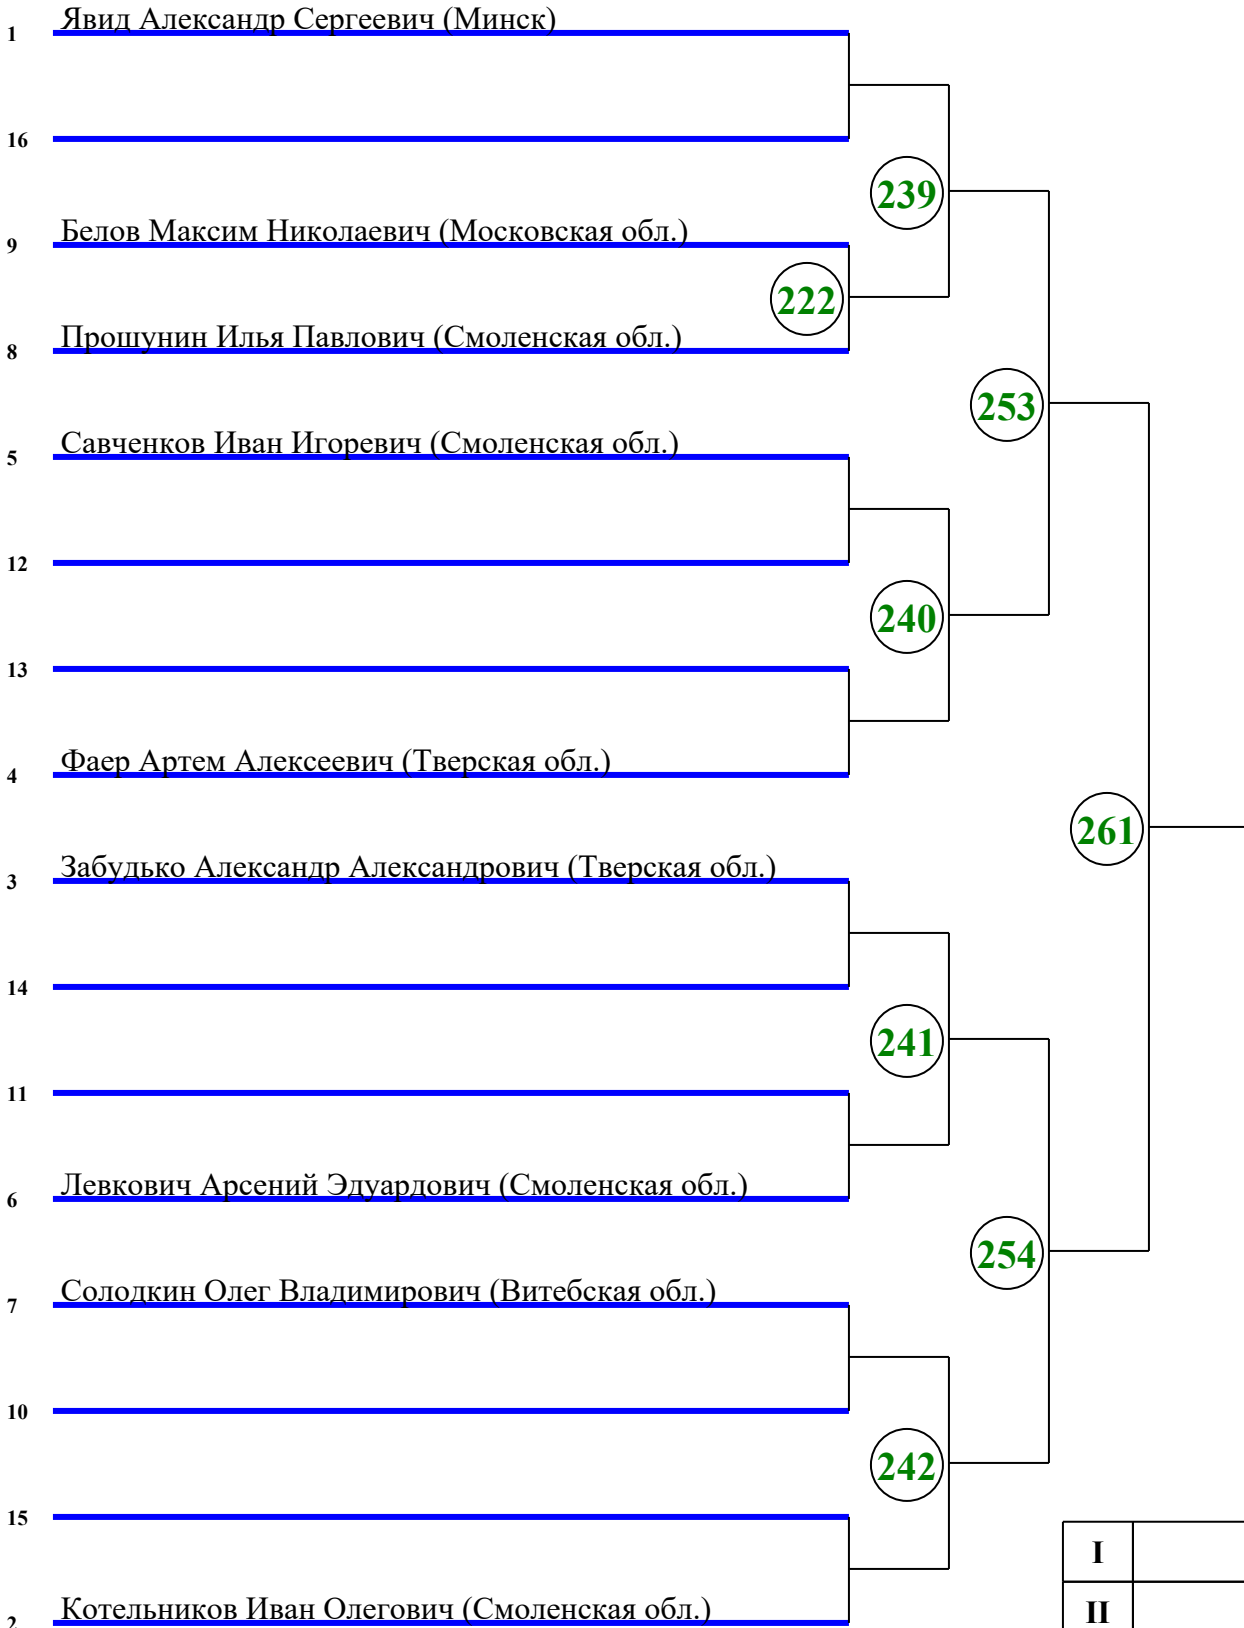 1 Явид Александр Сергеевич (Минск)
16
239
9 Белов Максим Николаевич (Московская обл.)
222
8 Прошунин Илья Павлович (Смоленская обл.)
253
5 Савченков Иван Игоревич (Смоленская обл.)
12
240
13
4 Фаер Артем Алексеевич (Тверская обл.)
261
3 Забудько Александр Александрович (Тверская обл.)
14
241
11
6 Левкович Арсений Эдуардович (Смоленская обл.)
254
7 Солодкин Олег Владимирович (Витебская обл.)
10
242
15
I
2 Котельников Иван Олегович (Смоленская обл.)
II